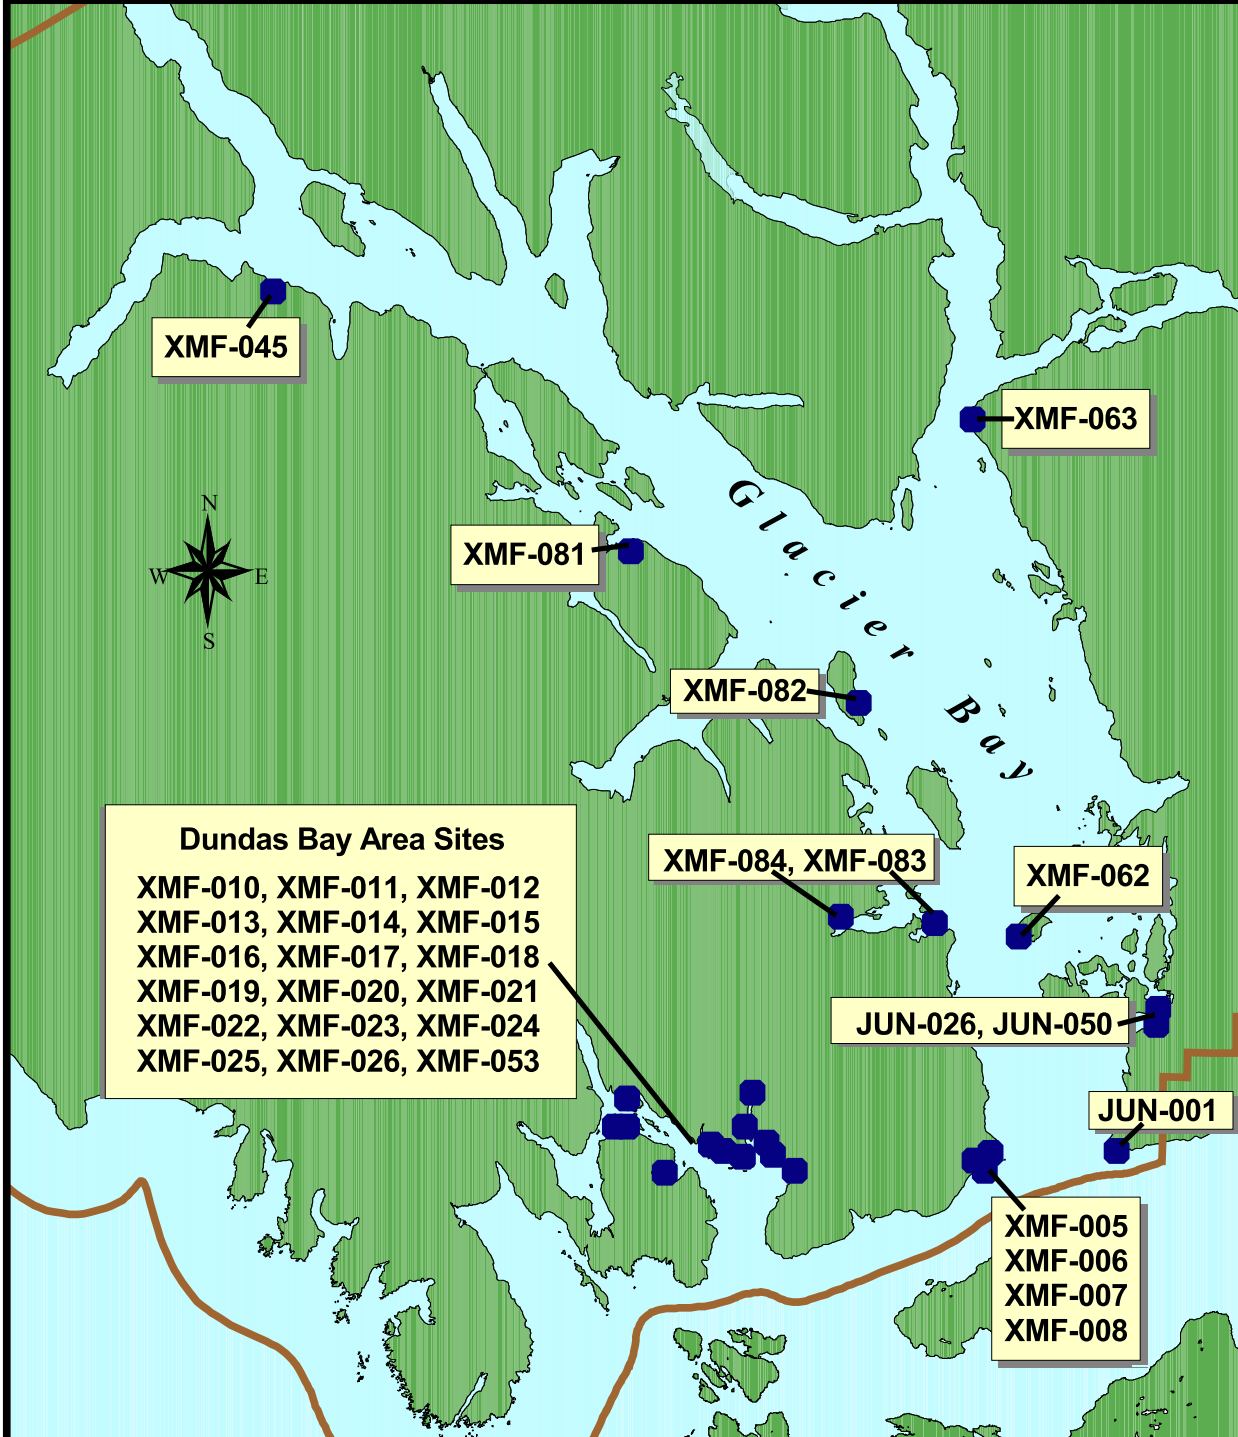 XMF-045
XMF-063
N
W E
S
XMF-081
Glacier Bay
XMF-082
Dundas Bay Area Sites
XMF-010, XMF-011, XMF-012
XMF-013, XMF-014, XMF-015
XMF-016, XMF-017, XMF-018
XMF-019, XMF-020, XMF-021
XMF-022, XMF-023, XMF-024
XMF-025, XMF-026, XMF-053
XMF-084, XMF-083
XMF-062
JUN-026, JUN-050
JUN-001
XMF-005
XMF-006
XMF-007
XMF-008